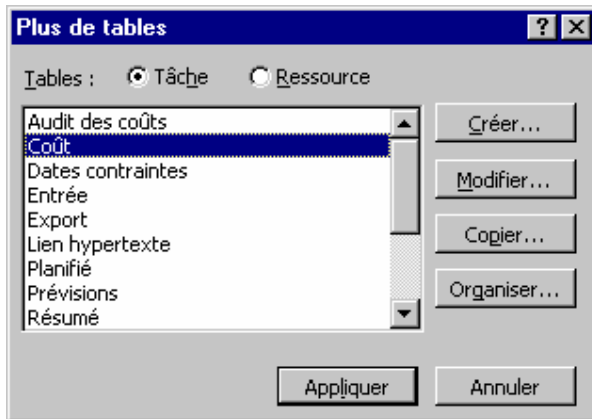 Plus de tables
Tables : Tâche Ressource
Audit des coûts
Coût
Dates contraintes
Entrée
Export
Lien hypertexte
Planifié
Prévisions
Résumé
Créer...
Modifier...
Copier...
Organiser...
Appliquer
Annuler